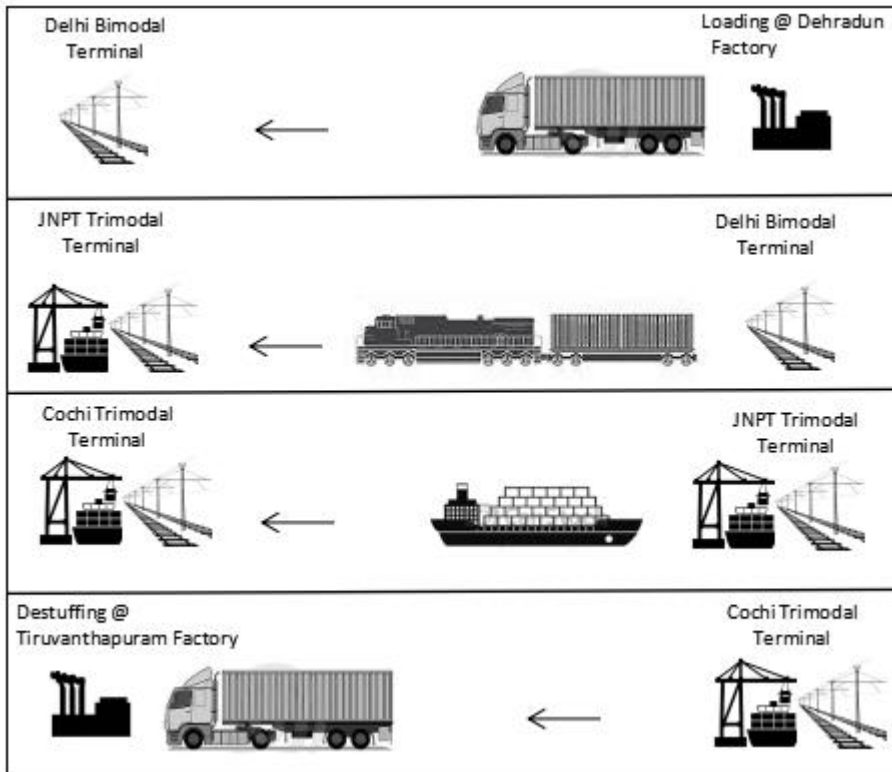 Delhi Bimodal
Terminal
Loading @ Dehradun
Factory
JNPT Trimodal
Terminal
Delhi Bimodal
Terminal
Cochi Trimodal
Terminal
JNPT Trimodal
Terminal
Destuffing @
Tiruvanthapuram Factory
Cochi Trimodal
Terminal